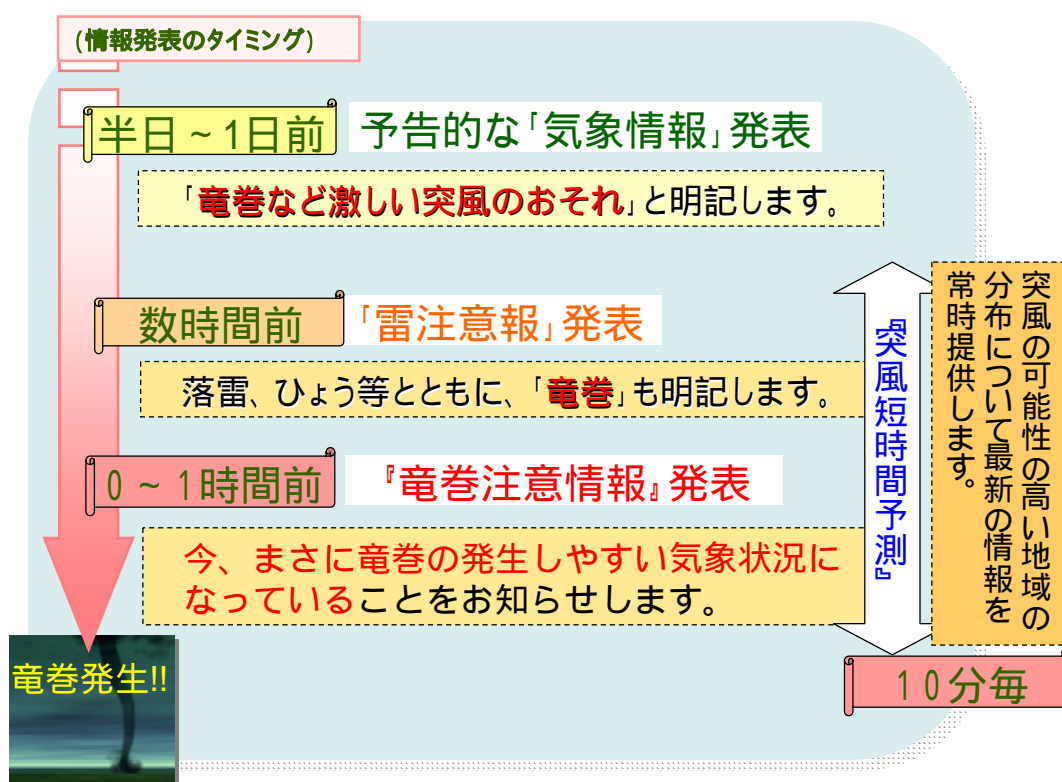 (情報発表のタイミング)
半日~1日前
予告的な「気象情報」発表
「竜巻など激しい突風のおそれ」と明記します。
数時間前
「雷注意報」発表
落雷、ひょう等とともに、「竜巻」も明記します。
0~1時間前
『竜巻注意情報』発表
今、まさに竜巻の発生しやすい気象状況に
なっていることをお知らせします。
竜巻発生!!
『突風短時間予測』
突風の可能性の高い地域の
分布について最新の情報を
常時提供します。
10分毎